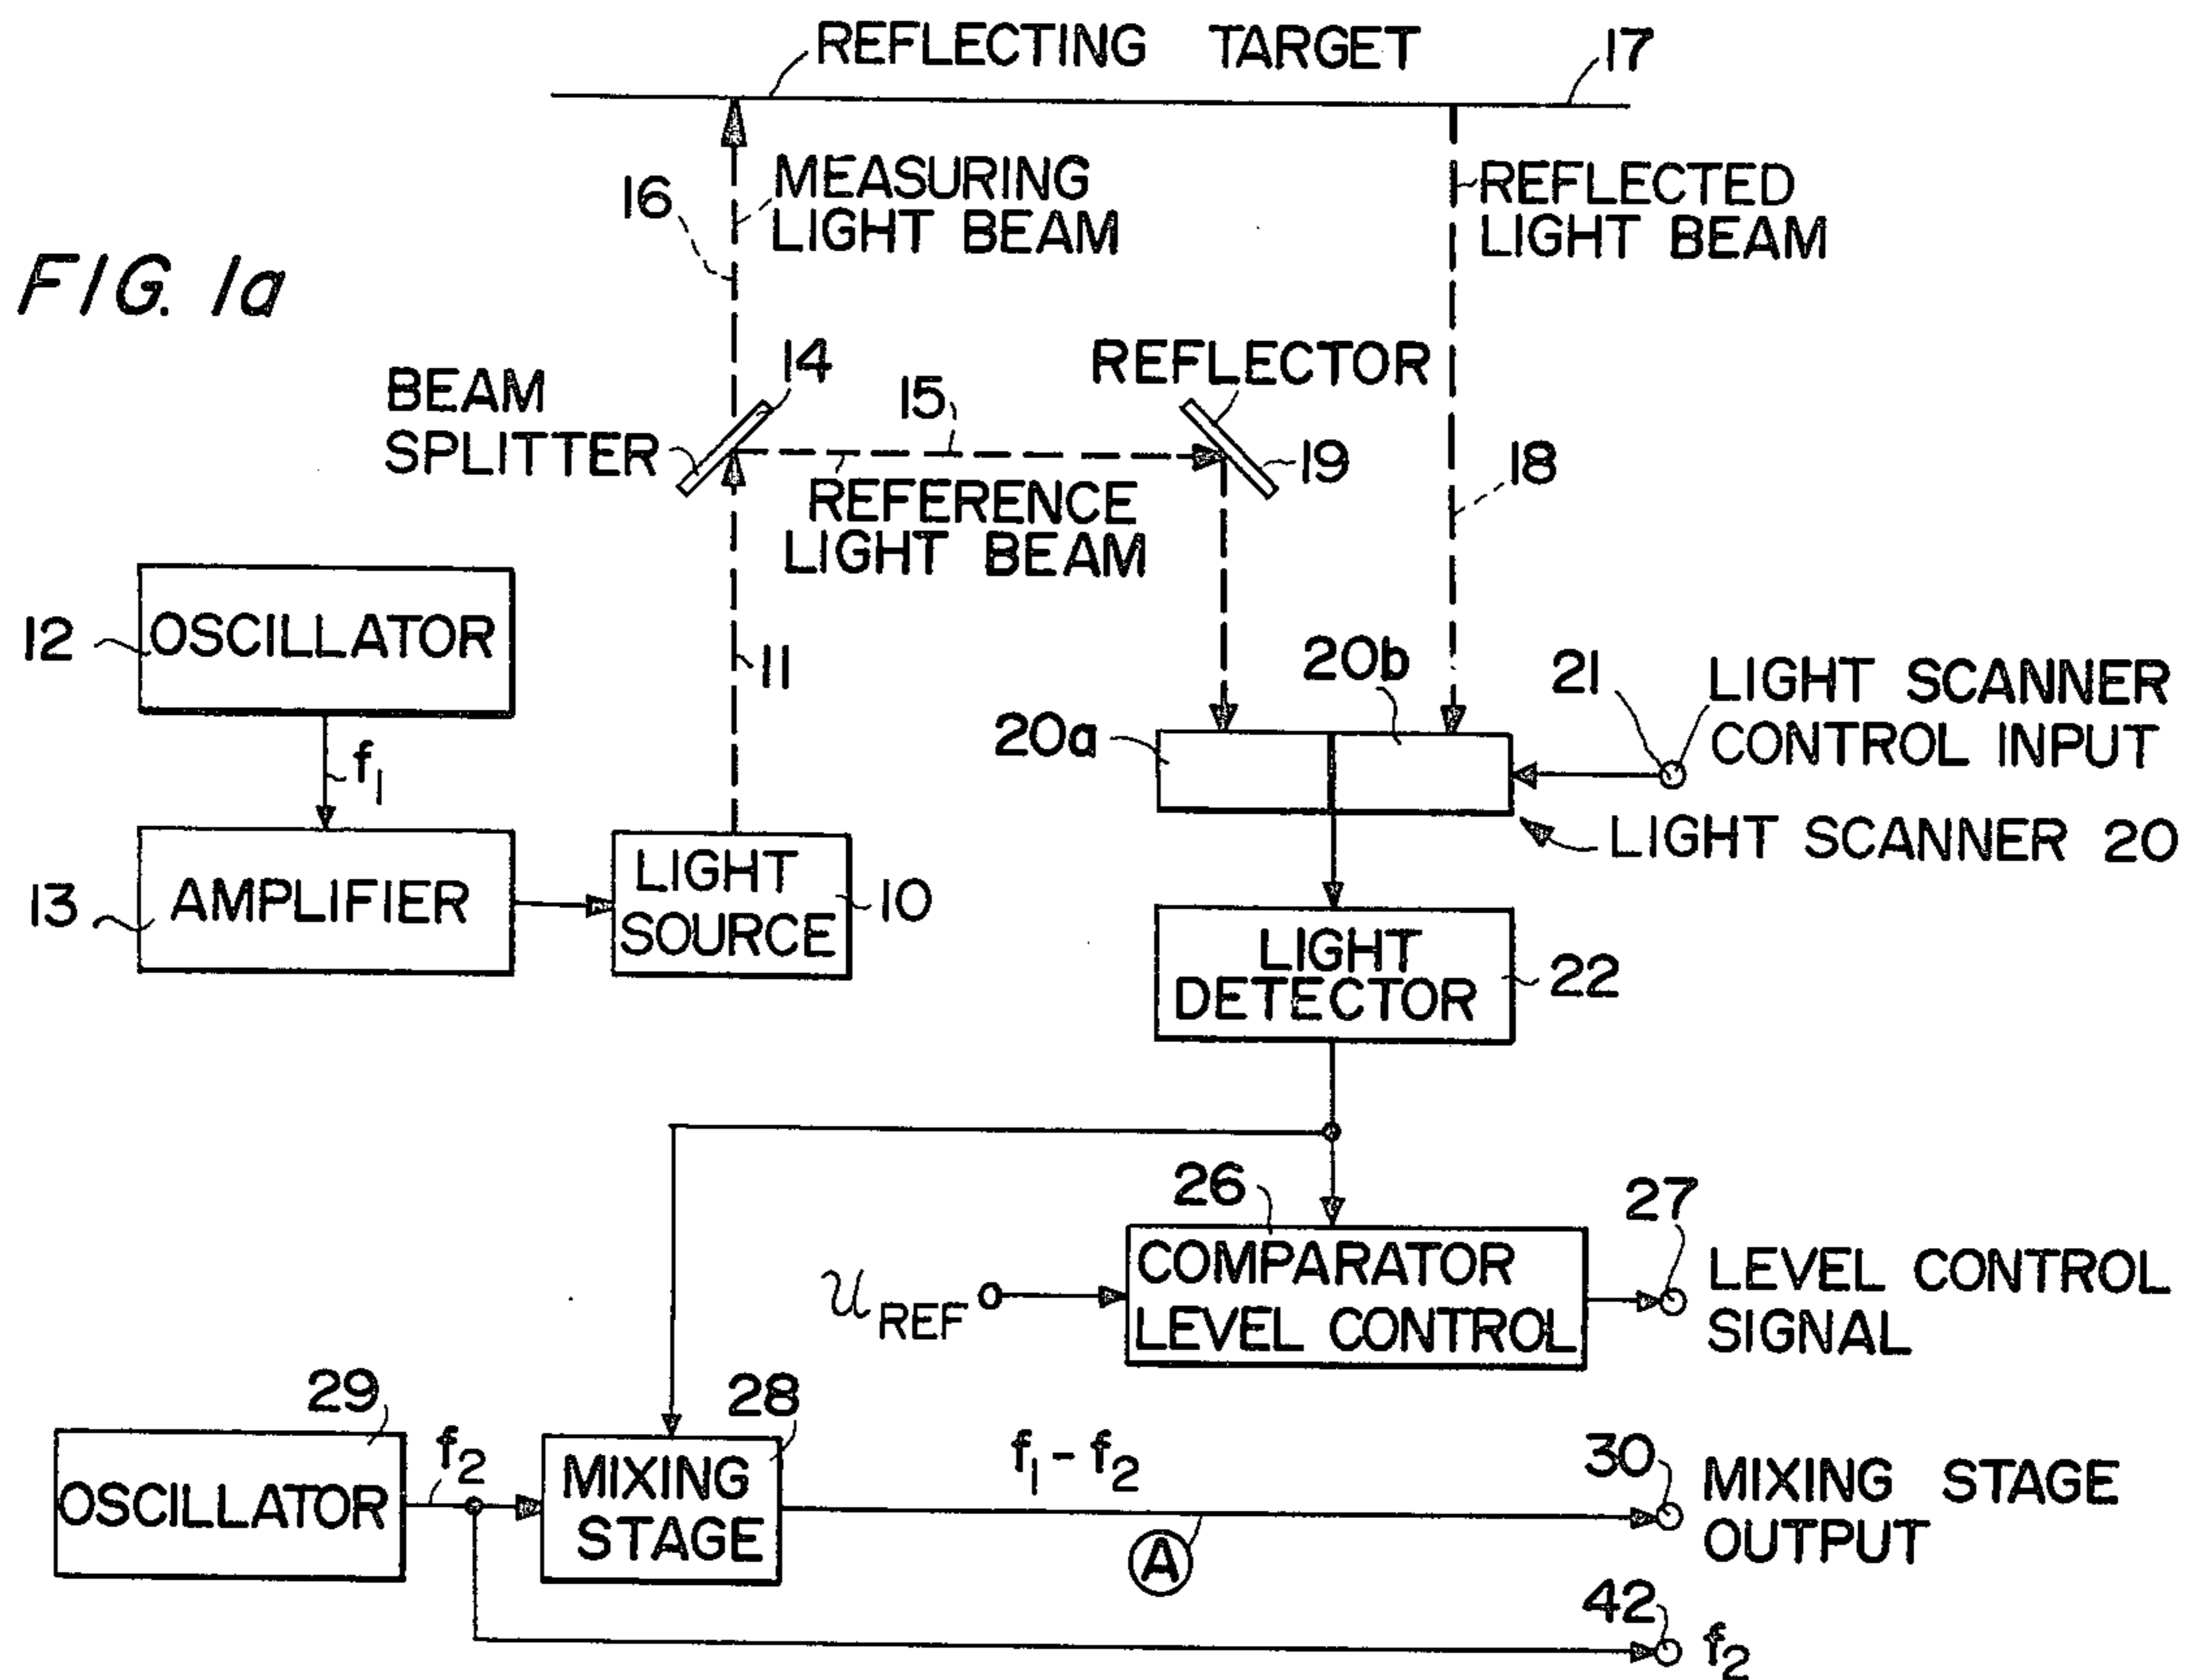 REFLECTING TARGET
17
16
MEASURING
LIGHT BEAM
REFLECTED
LIGHT BEAM
FIG. 1a
14
BEAM
SPLITTER
15
REFLECTOR
19
18
REFERENCE
LIGHT BEAM
12
OSCILLATOR
11
20b
21
LIGHT SCANNER
CONTROL INPUT
20a
f1
LIGHT SCANNER 20
13
AMPLIFIER
LIGHT
SOURCE
10
LIGHT
DETECTOR
22
26
27
COMPARATOR
LEVEL CONTROL
U REF
LEVEL CONTROL
SIGNAL
29
28
OSCILLATOR
f2
MIXING
STAGE
f1 - f2
A
30
MIXING STAGE
OUTPUT
42
f2